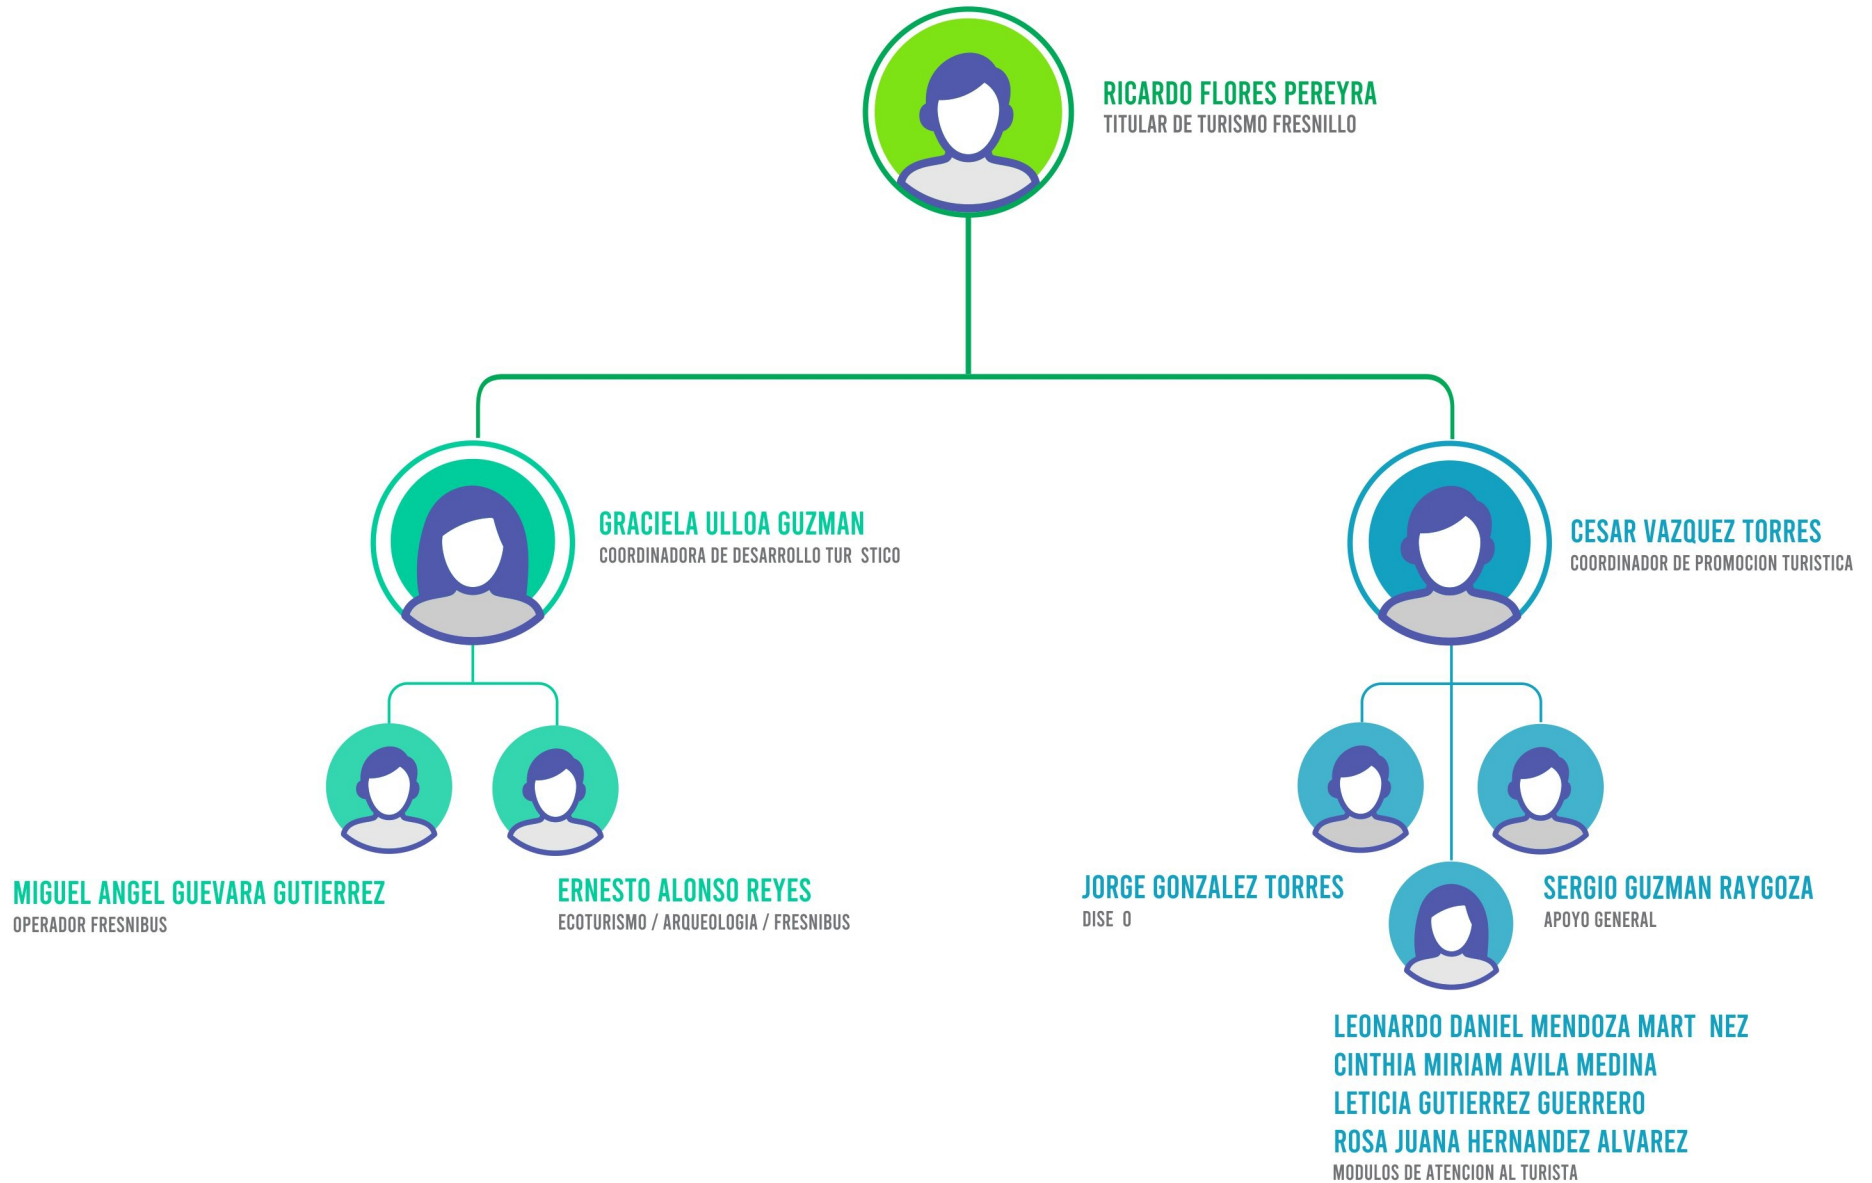 RICARDO FLORES PEREYRA
TITULAR DE TURISMO FRESNILLO
GRACIELA ULLOA GUZMAN
COORDINADORA DE DESARROLLO TUR STICO
CESAR VAZQUEZ TORRES
COORDINADOR DE PROMOCION TURISTICA
MIGUEL ANGEL GUEVARA GUTIERREZ
OPERADOR FRESNIBUS
ERNESTO ALONSO REYES
ECOTURISMO / ARQUEOLOGIA / FRESNIBUS
JORGE GONZALEZ TORRES
DISE O
SERGIO GUZMAN RAYGOZA
APOYO GENERAL
LEONARDO DANIEL MENDOZA MART NEZ
CINTHIA MIRIAM AVILA MEDINA
LETICIA GUTIERREZ GUERRERO
ROSA JUANA HERNANDEZ ALVAREZ
MODULOS DE ATENCION AL TURISTA